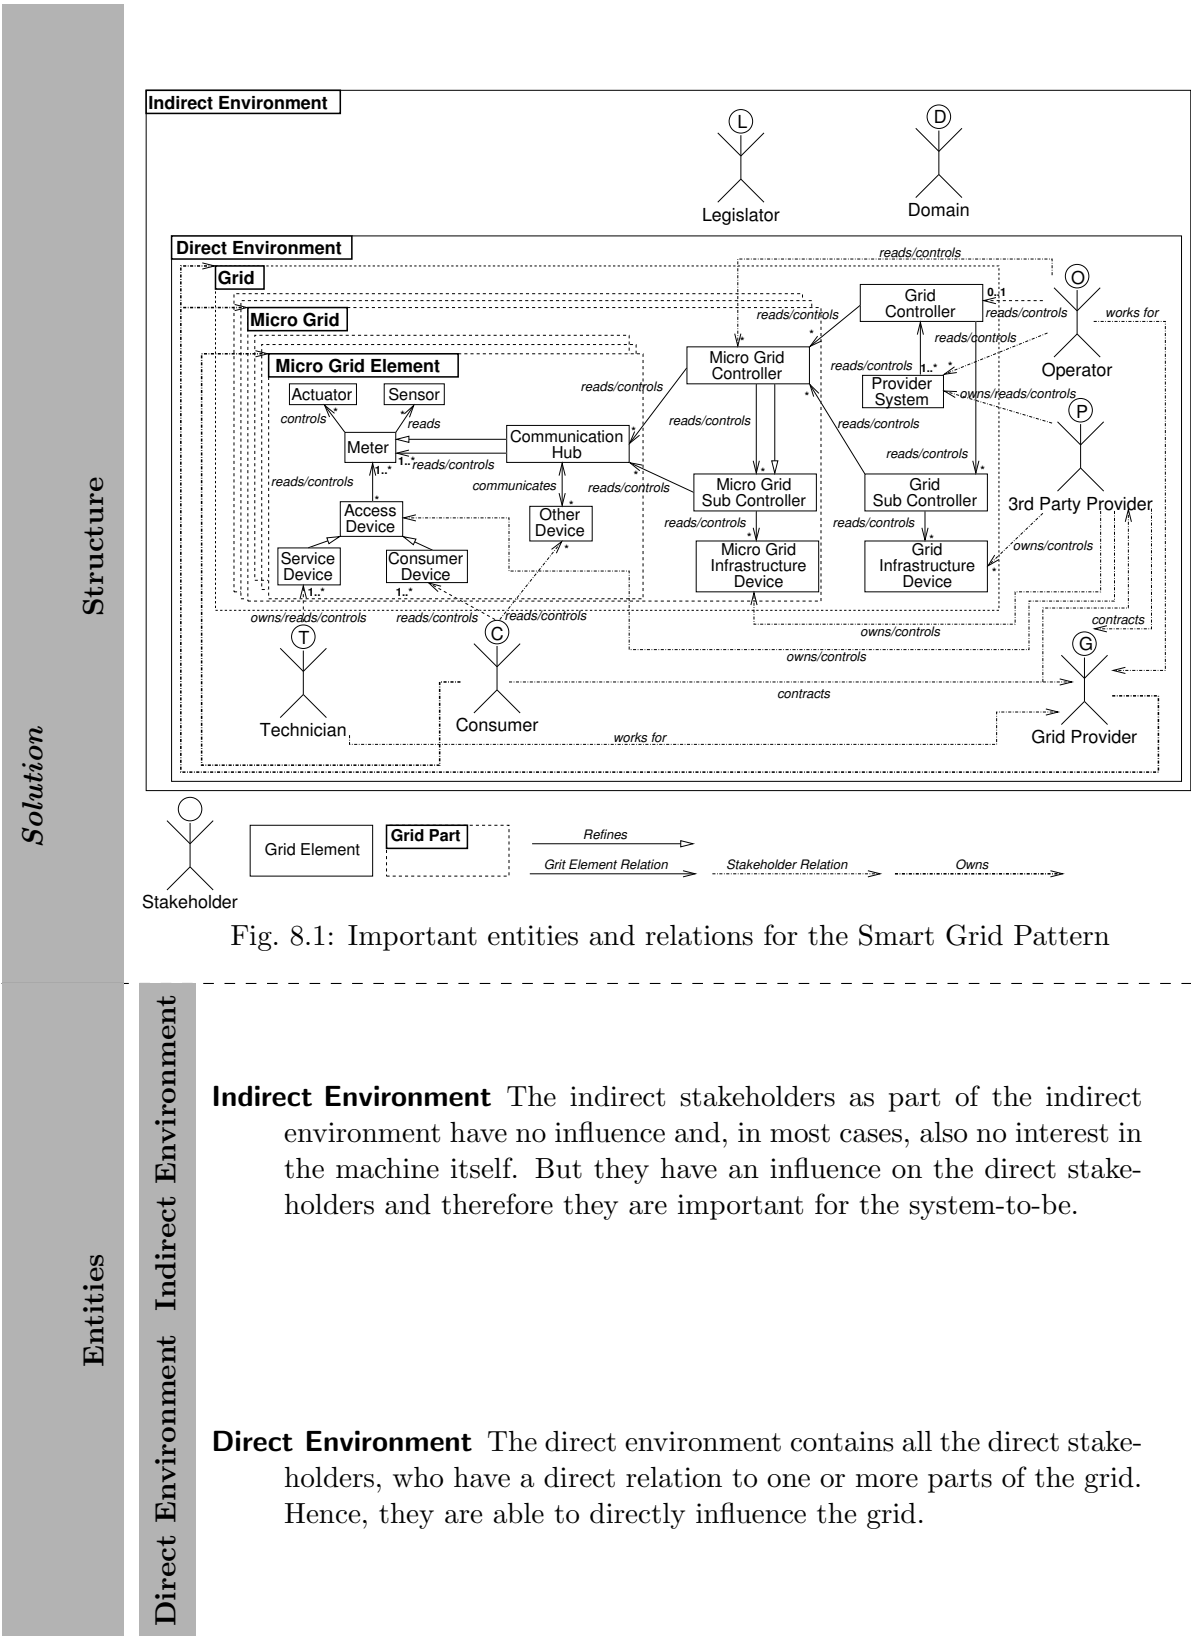 Solution
Structure
Indirect Environment
L
Legislator
D
Domain
Direct Environment
reads/controls
Grid
O
Operator
0..1
Grid
Controller
reads/controls
works for
Micro Grid
reads/controls
*
*
reads/controls
Micro Grid
Controller
reads/controls
1..*
*
Provider
System
*
owns/reads/controls
Micro Grid Element
Actuator
Sensor
reads/controls
*
controls
*
*
reads
P
3rd Party Provider
Meter
Communication
Hub
*
reads/controls
reads/controls
reads/controls
1..*
1..*
reads/controls
*
reads/controls
communicates
reads/controls
*
Micro Grid
Sub Controller
*
Grid
Sub Controller
*
Access
Device
*
Other
Device
*
reads/controls
*
reads/controls
*
Service
Device
Consumer
Device
Micro Grid
Infrastructure
Device
Grid
Infrastructure
Device
*
owns/controls
1..*
1..*
owns/reads/controls
reads/controls
reads/controls
owns/controls
contracts
owns/controls
T
Technician
C
Consumer
G
Grid Provider
contracts
works for
Stakeholder
Grid Element
Grid Part
Refines
Grit Element Relation
Stakeholder Relation
Owns
Fig. 8.1: Important entities and relations for the Smart Grid Pattern
Entities
Indirect Environment
Indirect Environment The indirect stakeholders as part of the indirect
environment have no influence and, in most cases, also no interest in
the machine itself. But they have an influence on the direct stake-
holders and therefore they are important for the system-to-be.
Direct Environment
Direct Environment The direct environment contains all the direct stake-
holders, who have a direct relation to one or more parts of the grid.
Hence, they are able to directly influence the grid.